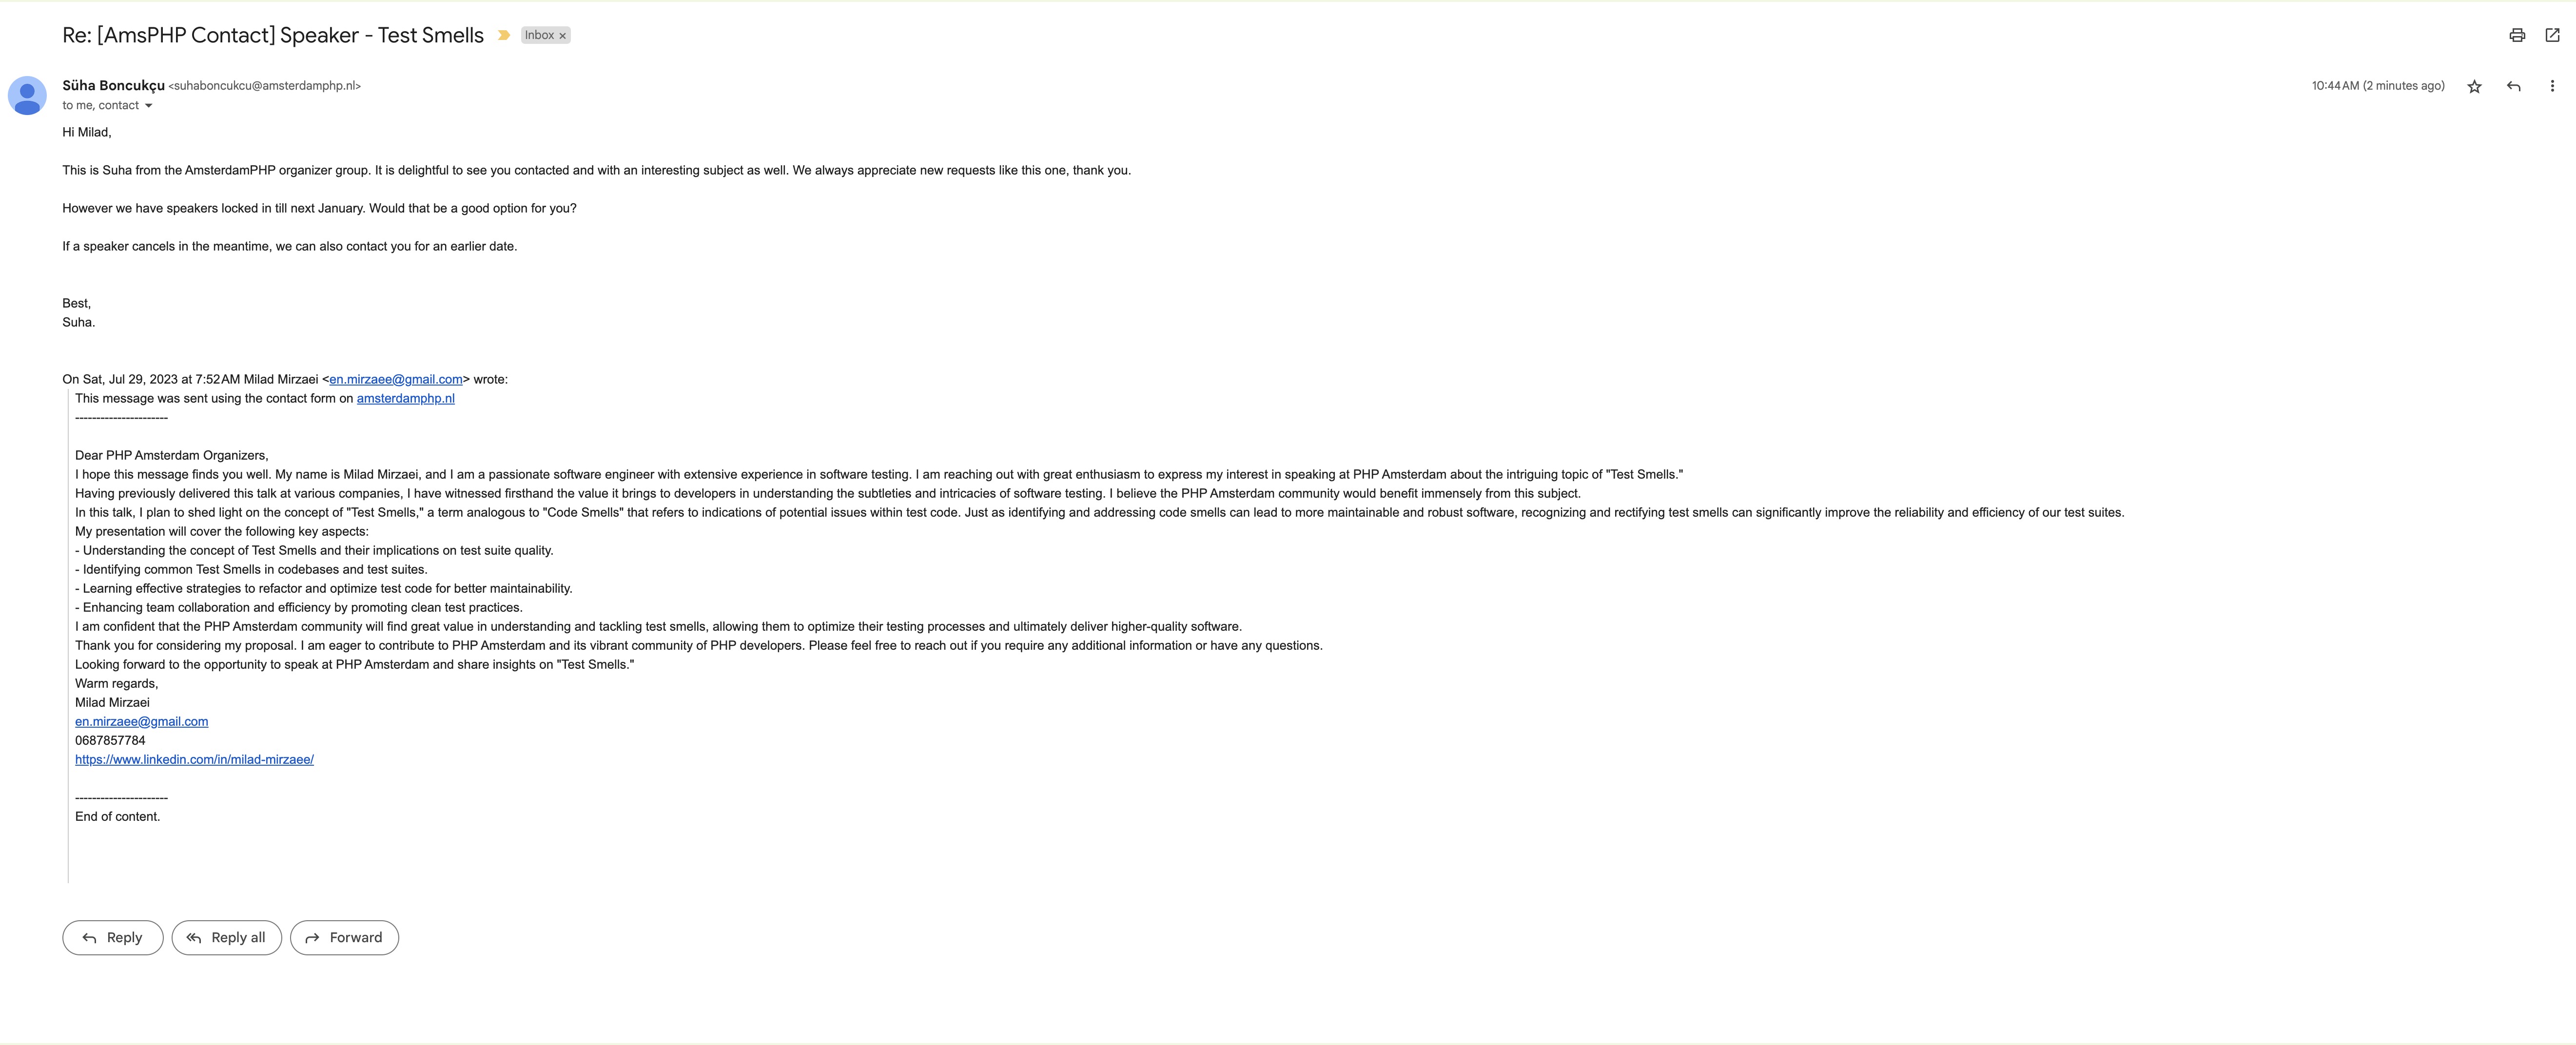 Re: [AmsPHP Contact] Speaker - Test Smells Inbox x
Süha Boncukçu <suhaboncukcu@amsterdamphp.nl> 10:44 AM (2 minutes ago)
to me, contact
Hi Milad,
This is Suha from the AmsterdamPHP organizer group. It is delightful to see you contacted and with an interesting subject as well. We always appreciate new requests like this one, thank you.
However we have speakers locked in till next January. Would that be a good option for you?
If a speaker cancels in the meantime, we can also contact you for an earlier date.
Best,
Suha.
On Sat, Jul 29, 2023 at 7:52 AM Milad Mirzaei <en.mirzaee@gmail.com> wrote:
This message was sent using the contact form on amsterdamphp.nl
----------------------
Dear PHP Amsterdam Organizers,
I hope this message finds you well. My name is Milad Mirzaei, and I am a passionate software engineer with extensive experience in software testing. I am reaching out with great enthusiasm to express my interest in speaking at PHP Amsterdam about the intriguing topic of "Test Smells."
Having previously delivered this talk at various companies, I have witnessed firsthand the value it brings to developers in understanding the subtleties and intricacies of software testing. I believe the PHP Amsterdam community would benefit immensely from this subject.
In this talk, I plan to shed light on the concept of "Test Smells," a term analogous to "Code Smells" that refers to indications of potential issues within test code. Just as identifying and addressing code smells can lead to more maintainable and robust software, recognizing and rectifying test smells can significantly improve the reliability and efficiency of our test suites.
My presentation will cover the following key aspects:
- Understanding the concept of Test Smells and their implications on test suite quality.
- Identifying common Test Smells in codebases and test suites.
- Learning effective strategies to refactor and optimize test code for better maintainability.
- Enhancing team collaboration and efficiency by promoting clean test practices.
I am confident that the PHP Amsterdam community will find great value in understanding and tackling test smells, allowing them to optimize their testing processes and ultimately deliver higher-quality software.
Thank you for considering my proposal. I am eager to contribute to PHP Amsterdam and its vibrant community of PHP developers. Please feel free to reach out if you require any additional information or have any questions.
Looking forward to the opportunity to speak at PHP Amsterdam and share insights on "Test Smells."
Warm regards,
Milad Mirzaei
en.mirzaee@gmail.com
0687857784
https://www.linkedin.com/in/milad-mirzaee/
----------------------
End of content.
Reply Reply all Forward